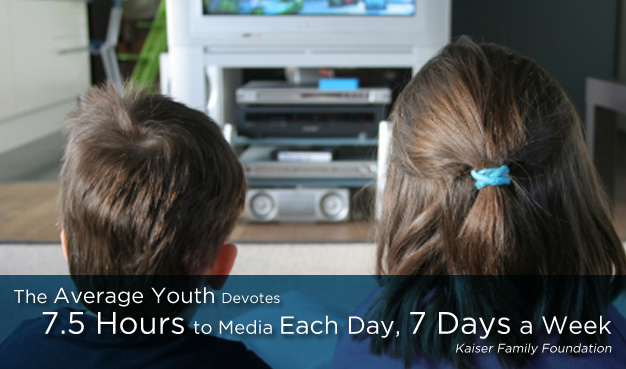 The Average Youth Devotes
7.5 Hours to Media Each Day, 7 Days a Week
Kaiser Family Foundation